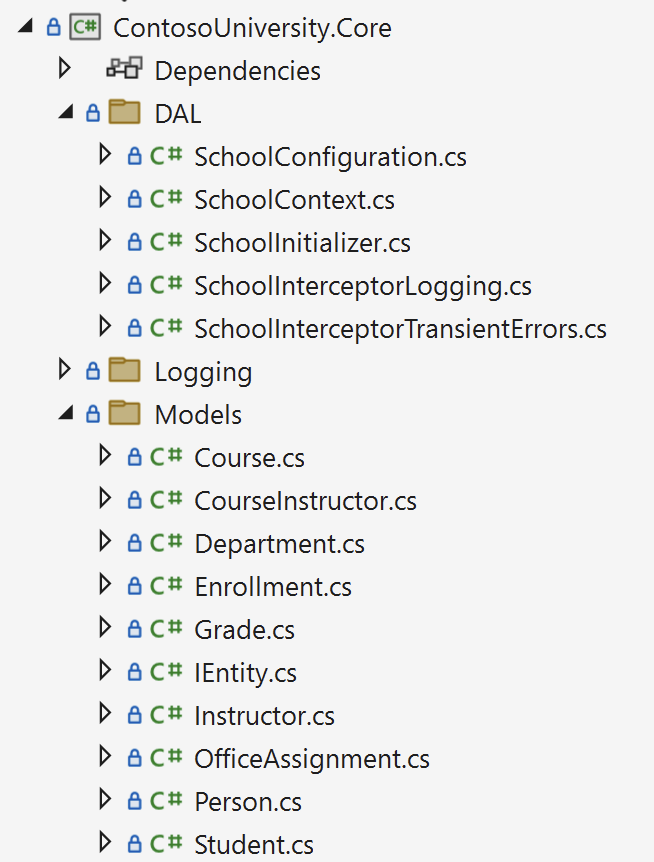 C# ContosoUniversity.Core
Dependencies
DAL
C# SchoolConfiguration.cs
C# SchoolContext.cs
C# SchoolInitializer.cs
C# SchoolInterceptorLogging.cs
C# SchoolInterceptorTransientErrors.cs
Logging
Models
C# Course.cs
C# CourseInstructor.cs
C# Department.cs
C# Enrollment.cs
C# Grade.cs
C# IEntity.cs
C# Instructor.cs
C# OfficeAssignment.cs
C# Person.cs
C# Student.cs